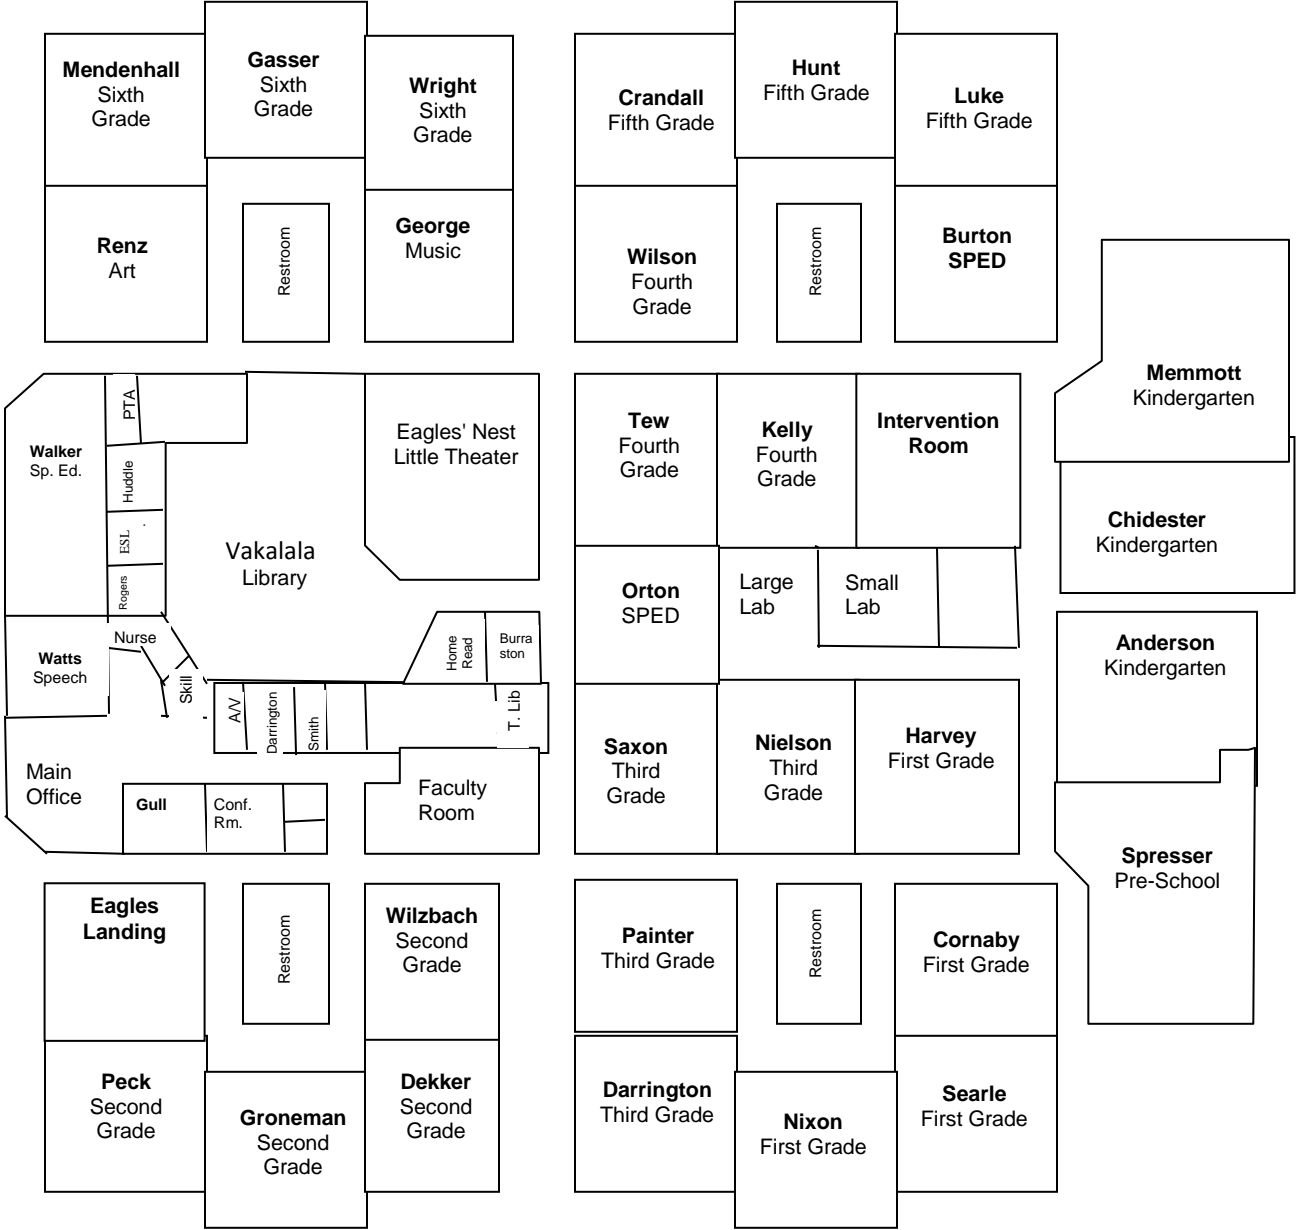 Mendenhall
Sixth
Grade
Gasser
Sixth
Grade
Wright
Sixth
Grade
Renz
Art
Restroom
George
Music
Crandall
Fifth Grade
Hunt
Fifth Grade
Luke
Fifth Grade
Wilson
Fourth
Grade
Restroom
Burton
SPED
Memmott
Kindergarten
Chidester
Kindergarten
Anderson
Kindergarten
Spresser
Pre-School
Walker
Sp. Ed.
PTA
Huddle
ESL
Rogers
Vakalala
Library
Eagles' Nest
Little Theater
Watts
Speech
Nurse
Skill
Home
Read
Burra
ston
A/V
Darrington
Smith
T. Lib
Main
Office
Gull
Conf.
Rm.
Faculty
Room
Tew
Fourth
Grade
Kelly
Fourth
Grade
Intervention
Room
Orton
SPED
Large
Lab
Small
Lab
Saxon
Third
Grade
Nielson
Third
Grade
Harvey
First Grade
Eagles
Landing
Restroom
Wilzbach
Second
Grade
Peck
Second
Grade
Groneman
Second
Grade
Dekker
Second
Grade
Painter
Third Grade
Restroom
Cornaby
First Grade
Darrington
Third Grade
Nixon
First Grade
Searle
First Grade